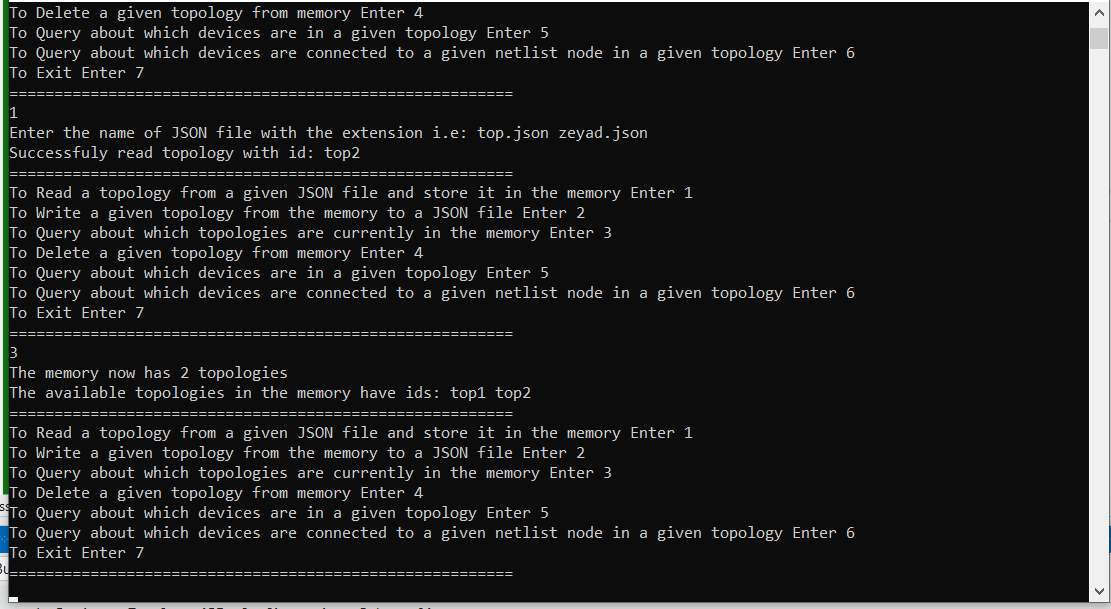 To Delete a given topology from memory Enter 4
To Query about which devices are in a given topology Enter 5
To Query about which devices are connected to a given netlist node in a given topology Enter 6
To Exit Enter 7
========================================================
1
Enter the name of JSON file with the extension i.e: top.json zeyad.json
Successfuly read topology with id: top2
========================================================
To Read a topology from a given JSON file and store it in the memory Enter 1
To Write a given topology from the memory to a JSON file Enter 2
To Query about which topologies are currently in the memory Enter 3
To Delete a given topology from memory Enter 4
To Query about which devices are in a given topology Enter 5
To Query about which devices are connected to a given netlist node in a given topology Enter 6
To Exit Enter 7
========================================================
3
The memory now has 2 topologies
The available topologies in the memory have ids: top1 top2
========================================================
To Read a topology from a given JSON file and store it in the memory Enter 1
To Write a given topology from the memory to a JSON file Enter 2
To Query about which topologies are currently in the memory Enter 3
To Delete a given topology from memory Enter 4
To Query about which devices are in a given topology Enter 5
To Query about which devices are connected to a given netlist node in a given topology Enter 6
To Exit Enter 7
========================================================